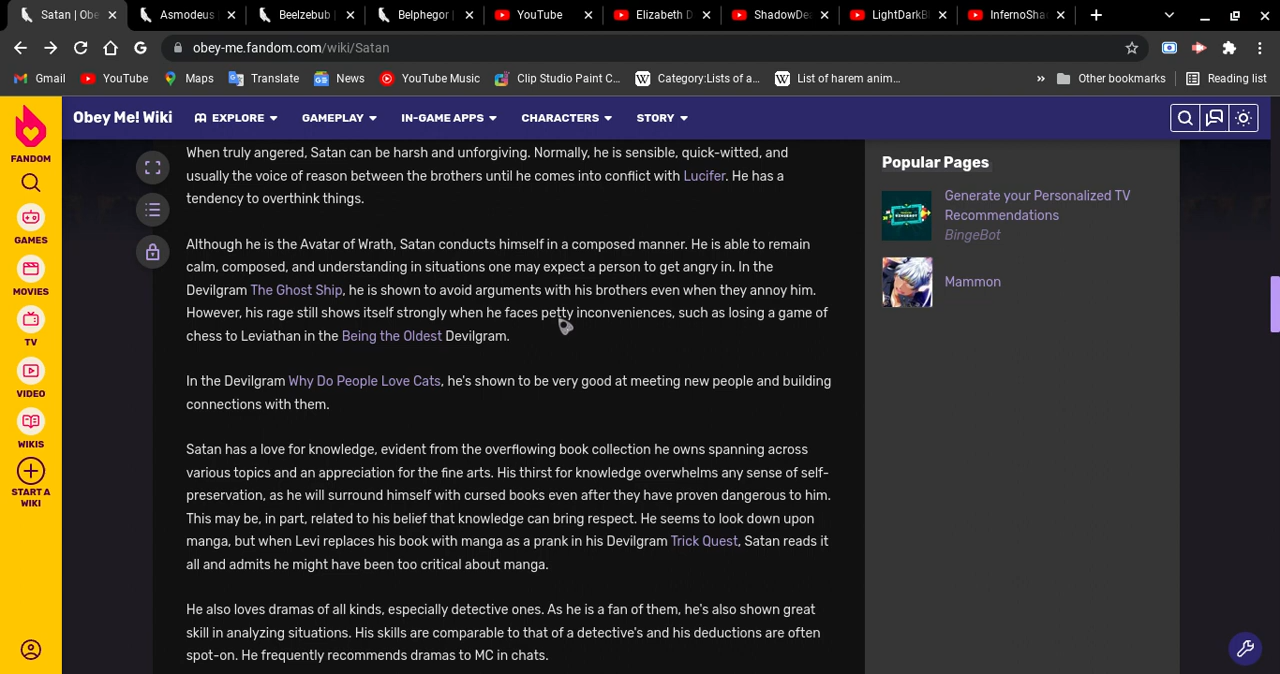 Satan | Obe
Asmodeus
Beelzebub |
Belphegor |
YouTube
Elizabeth D
ShadowDea
LightDarkB
InfernoSha
obey-me.fandom.com/wiki/Satan
Gmail
YouTube
Maps
Translate
News
YouTube Music
Clip Studio Paint C...
Category:Lists of a...
List of harem anim...
»
Other bookmarks
Reading list
FANDOM
GAMES
MOVIES
TV
VIDEO
WIKIS
START A
WIKI
Obey Me! Wiki
EXPLORE
GAMEPLAY
IN-GAME APPS
CHARACTERS
STORY
When truly angered, Satan can be harsh and unforgiving. Normally, he is sensible, quick-witted, and
usually the voice of reason between the brothers until he comes into conflict with Lucifer. He has a
tendency to overthink things.
Although he is the Avatar of Wrath, Satan conducts himself in a composed manner. He is able to remain
calm, composed, and understanding in situations one may expect a person to get angry in. In the
Devilgram The Ghost Ship, he is shown to avoid arguments with his brothers even when they annoy him.
However, his rage still shows itself strongly when he faces petty inconveniences, such as losing a game of
chess to Leviathan in the Being the Oldest Devilgram.
In the Devilgram Why Do People Love Cats, he's shown to be very good at meeting new people and building
connections with them.
Satan has a love for knowledge, evident from the overflowing book collection he owns spanning across
various topics and an appreciation for the fine arts. His thirst for knowledge overwhelms any sense of self-
preservation, as he will surround himself with cursed books even after they have proven dangerous to him.
This may be, in part, related to his belief that knowledge can bring respect. He seems to look down upon
manga, but when Levi replaces his book with manga as a prank in his Devilgram Trick Quest, Satan reads it
all and admits he might have been too critical about manga.
He also loves dramas of all kinds, especially detective ones. As he is a fan of them, he's also shown great
skill in analyzing situations. His skills are comparable to that of a detective's and his deductions are often
spot-on. He frequently recommends dramas to MC in chats.
Popular Pages
Generate your Personalized TV
Recommendations
BingeBot
Mammon